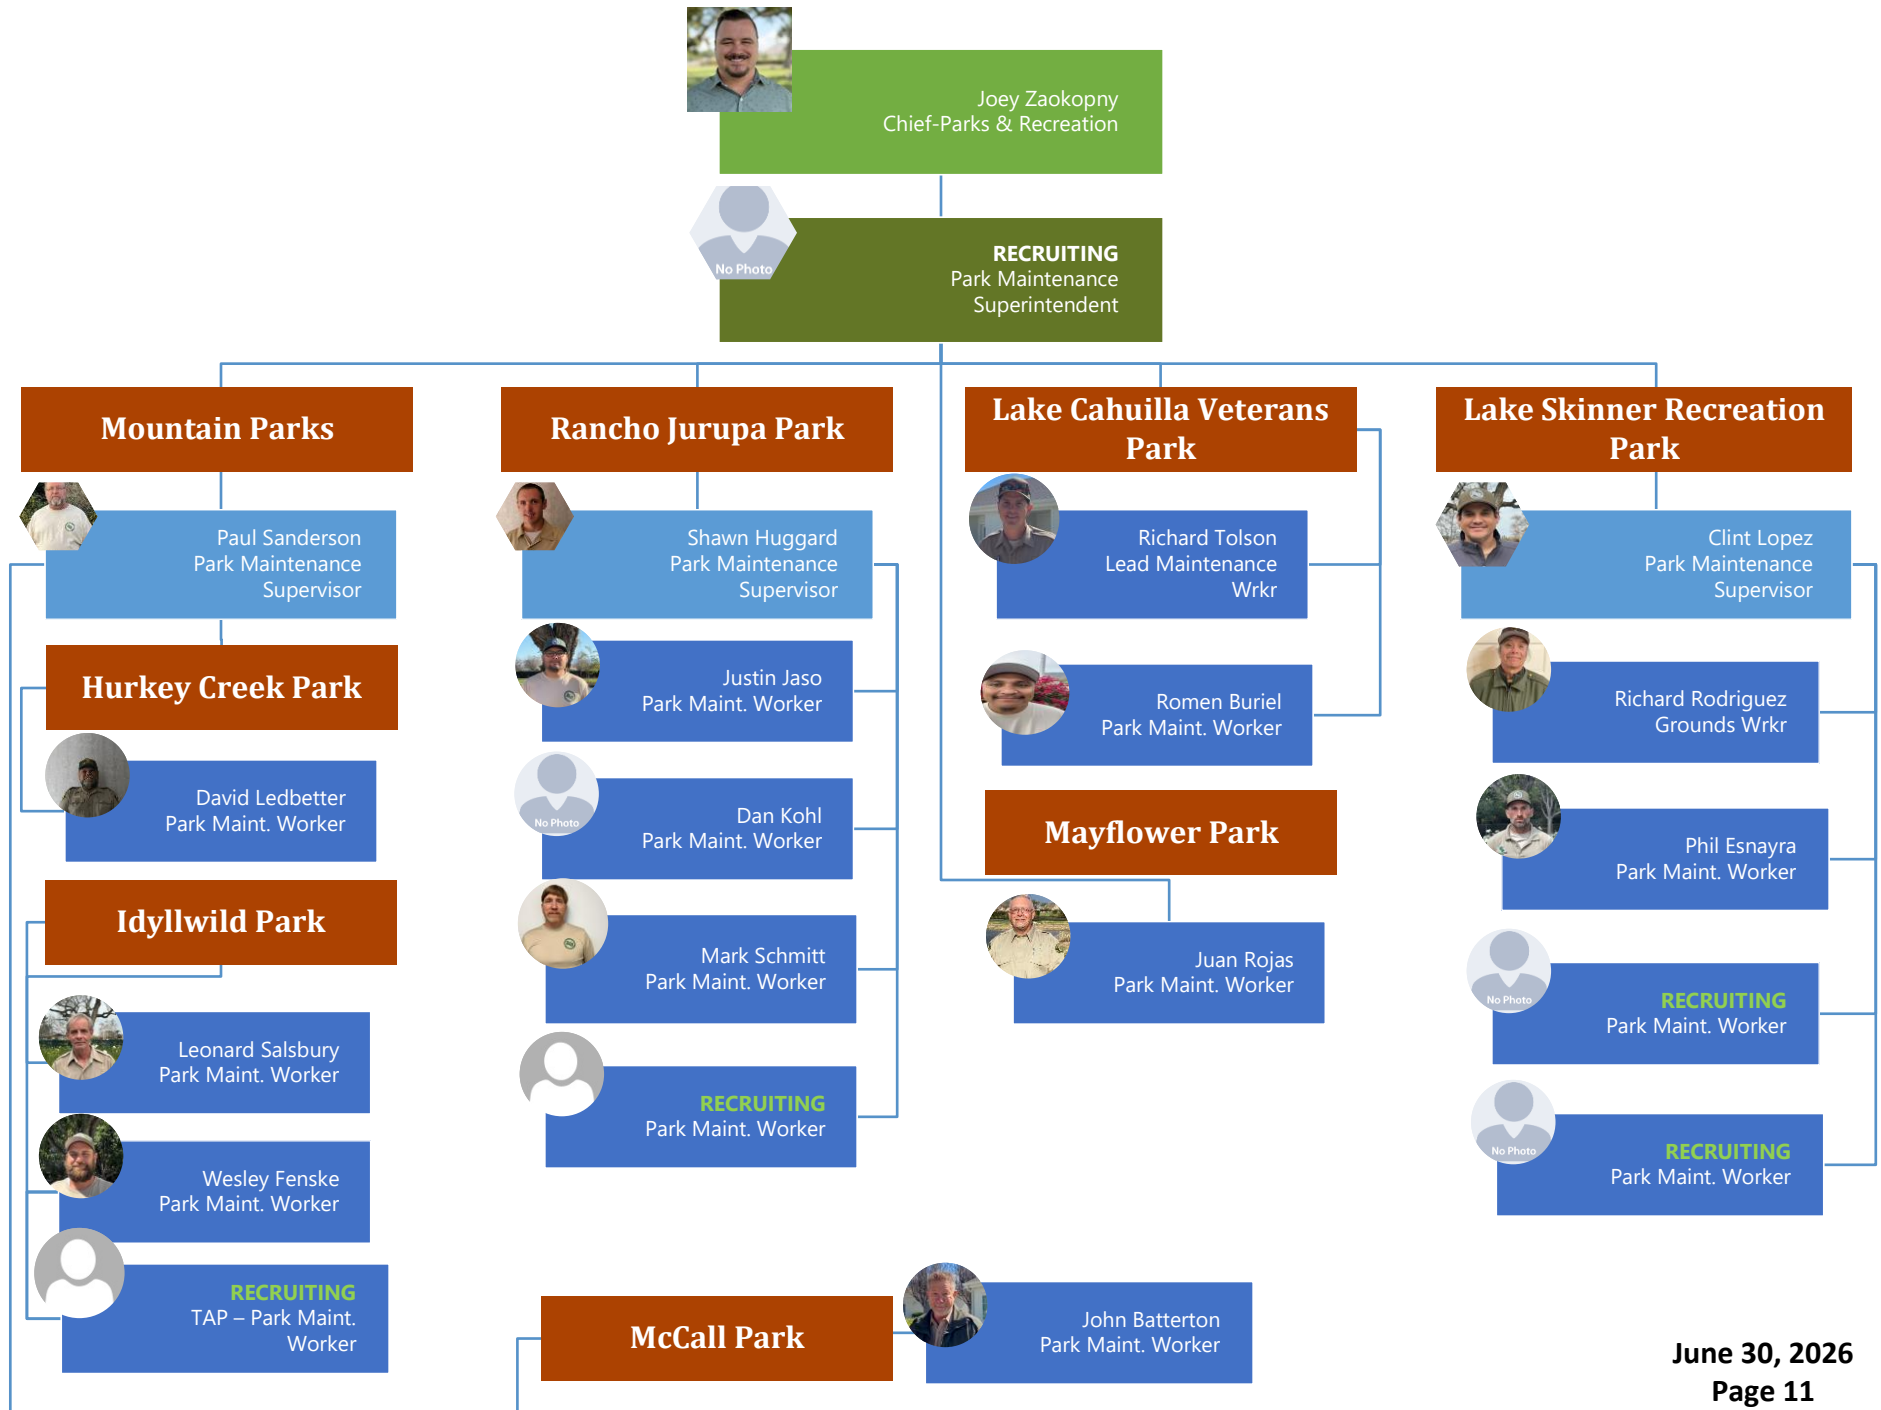 Joey Zaokopny
Chief-Parks & Recreation
No Photo
RECRUITING
Park Maintenance
Superintendent
Mountain Parks
Paul Sanderson
Park Maintenance
Supervisor
Hurkey Creek Park
David Ledbetter
Park Maint. Worker
Idyllwild Park
Leonard Salsbury
Park Maint. Worker
Wesley Fenske
Park Maint. Worker
RECRUITING
TAP – Park Maint.
Worker
Rancho Jurupa Park
Shawn Huggard
Park Maintenance
Supervisor
Justin Jaso
Park Maint. Worker
No Photo
Dan Kohl
Park Maint. Worker
Mark Schmitt
Park Maint. Worker
RECRUITING
Park Maint. Worker
Lake Cahuilla Veterans
Park
Richard Tolson
Lead Maintenance
Wrkr
Romen Buriel
Park Maint. Worker
Mayflower Park
Juan Rojas
Park Maint. Worker
Lake Skinner Recreation
Park
Clint Lopez
Park Maintenance
Supervisor
Richard Rodriguez
Grounds Wrkr
Phil Esnayra
Park Maint. Worker
No Photo
RECRUITING
Park Maint. Worker
No Photo
RECRUITING
Park Maint. Worker
McCall Park
John Batterton
Park Maint. Worker
June 30, 2026
Page 11